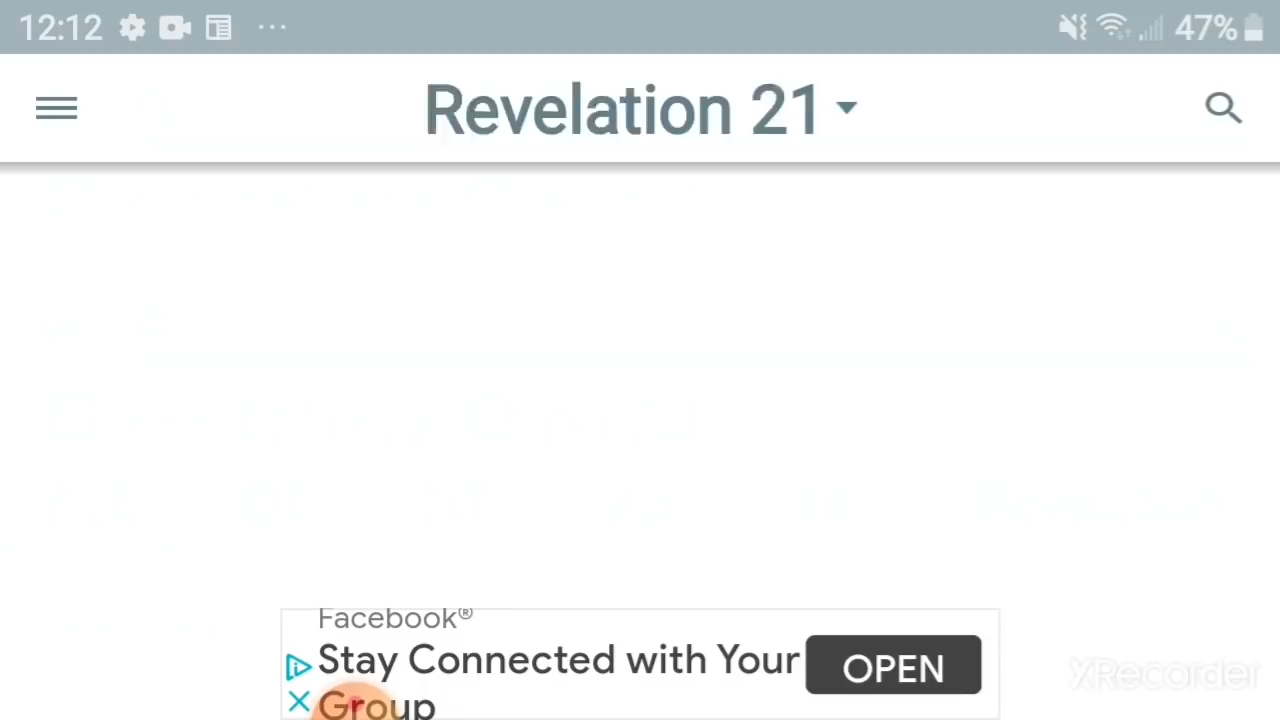 12:12 ... 47%
Revelation 21
Facebook®
Stay Connected with Your
Group
OPEN
XRecorder